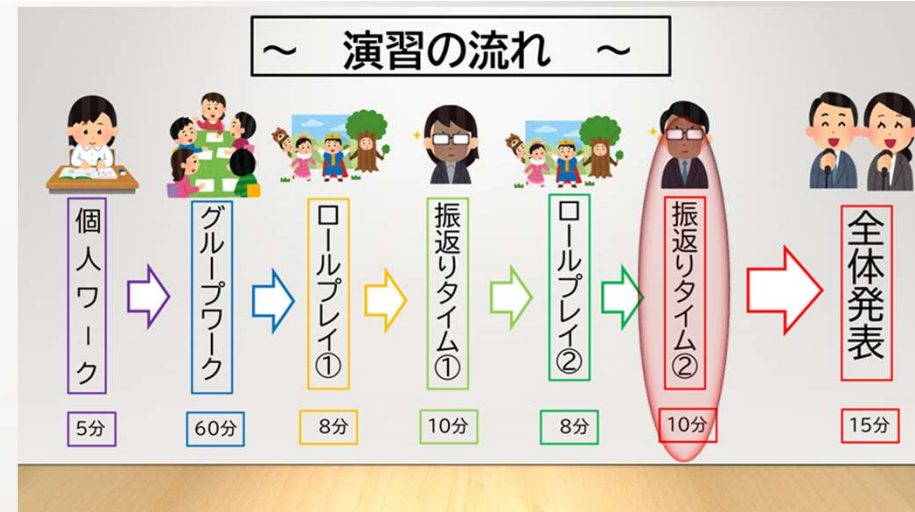 ～ 演習の流れ ～
個人ワーク
グループワーク
ロールプレイ①
振返りタイム①
ロールプレイ②
振返りタイム②
全体発表
5分
60分
8分
10分
8分
10分
15分